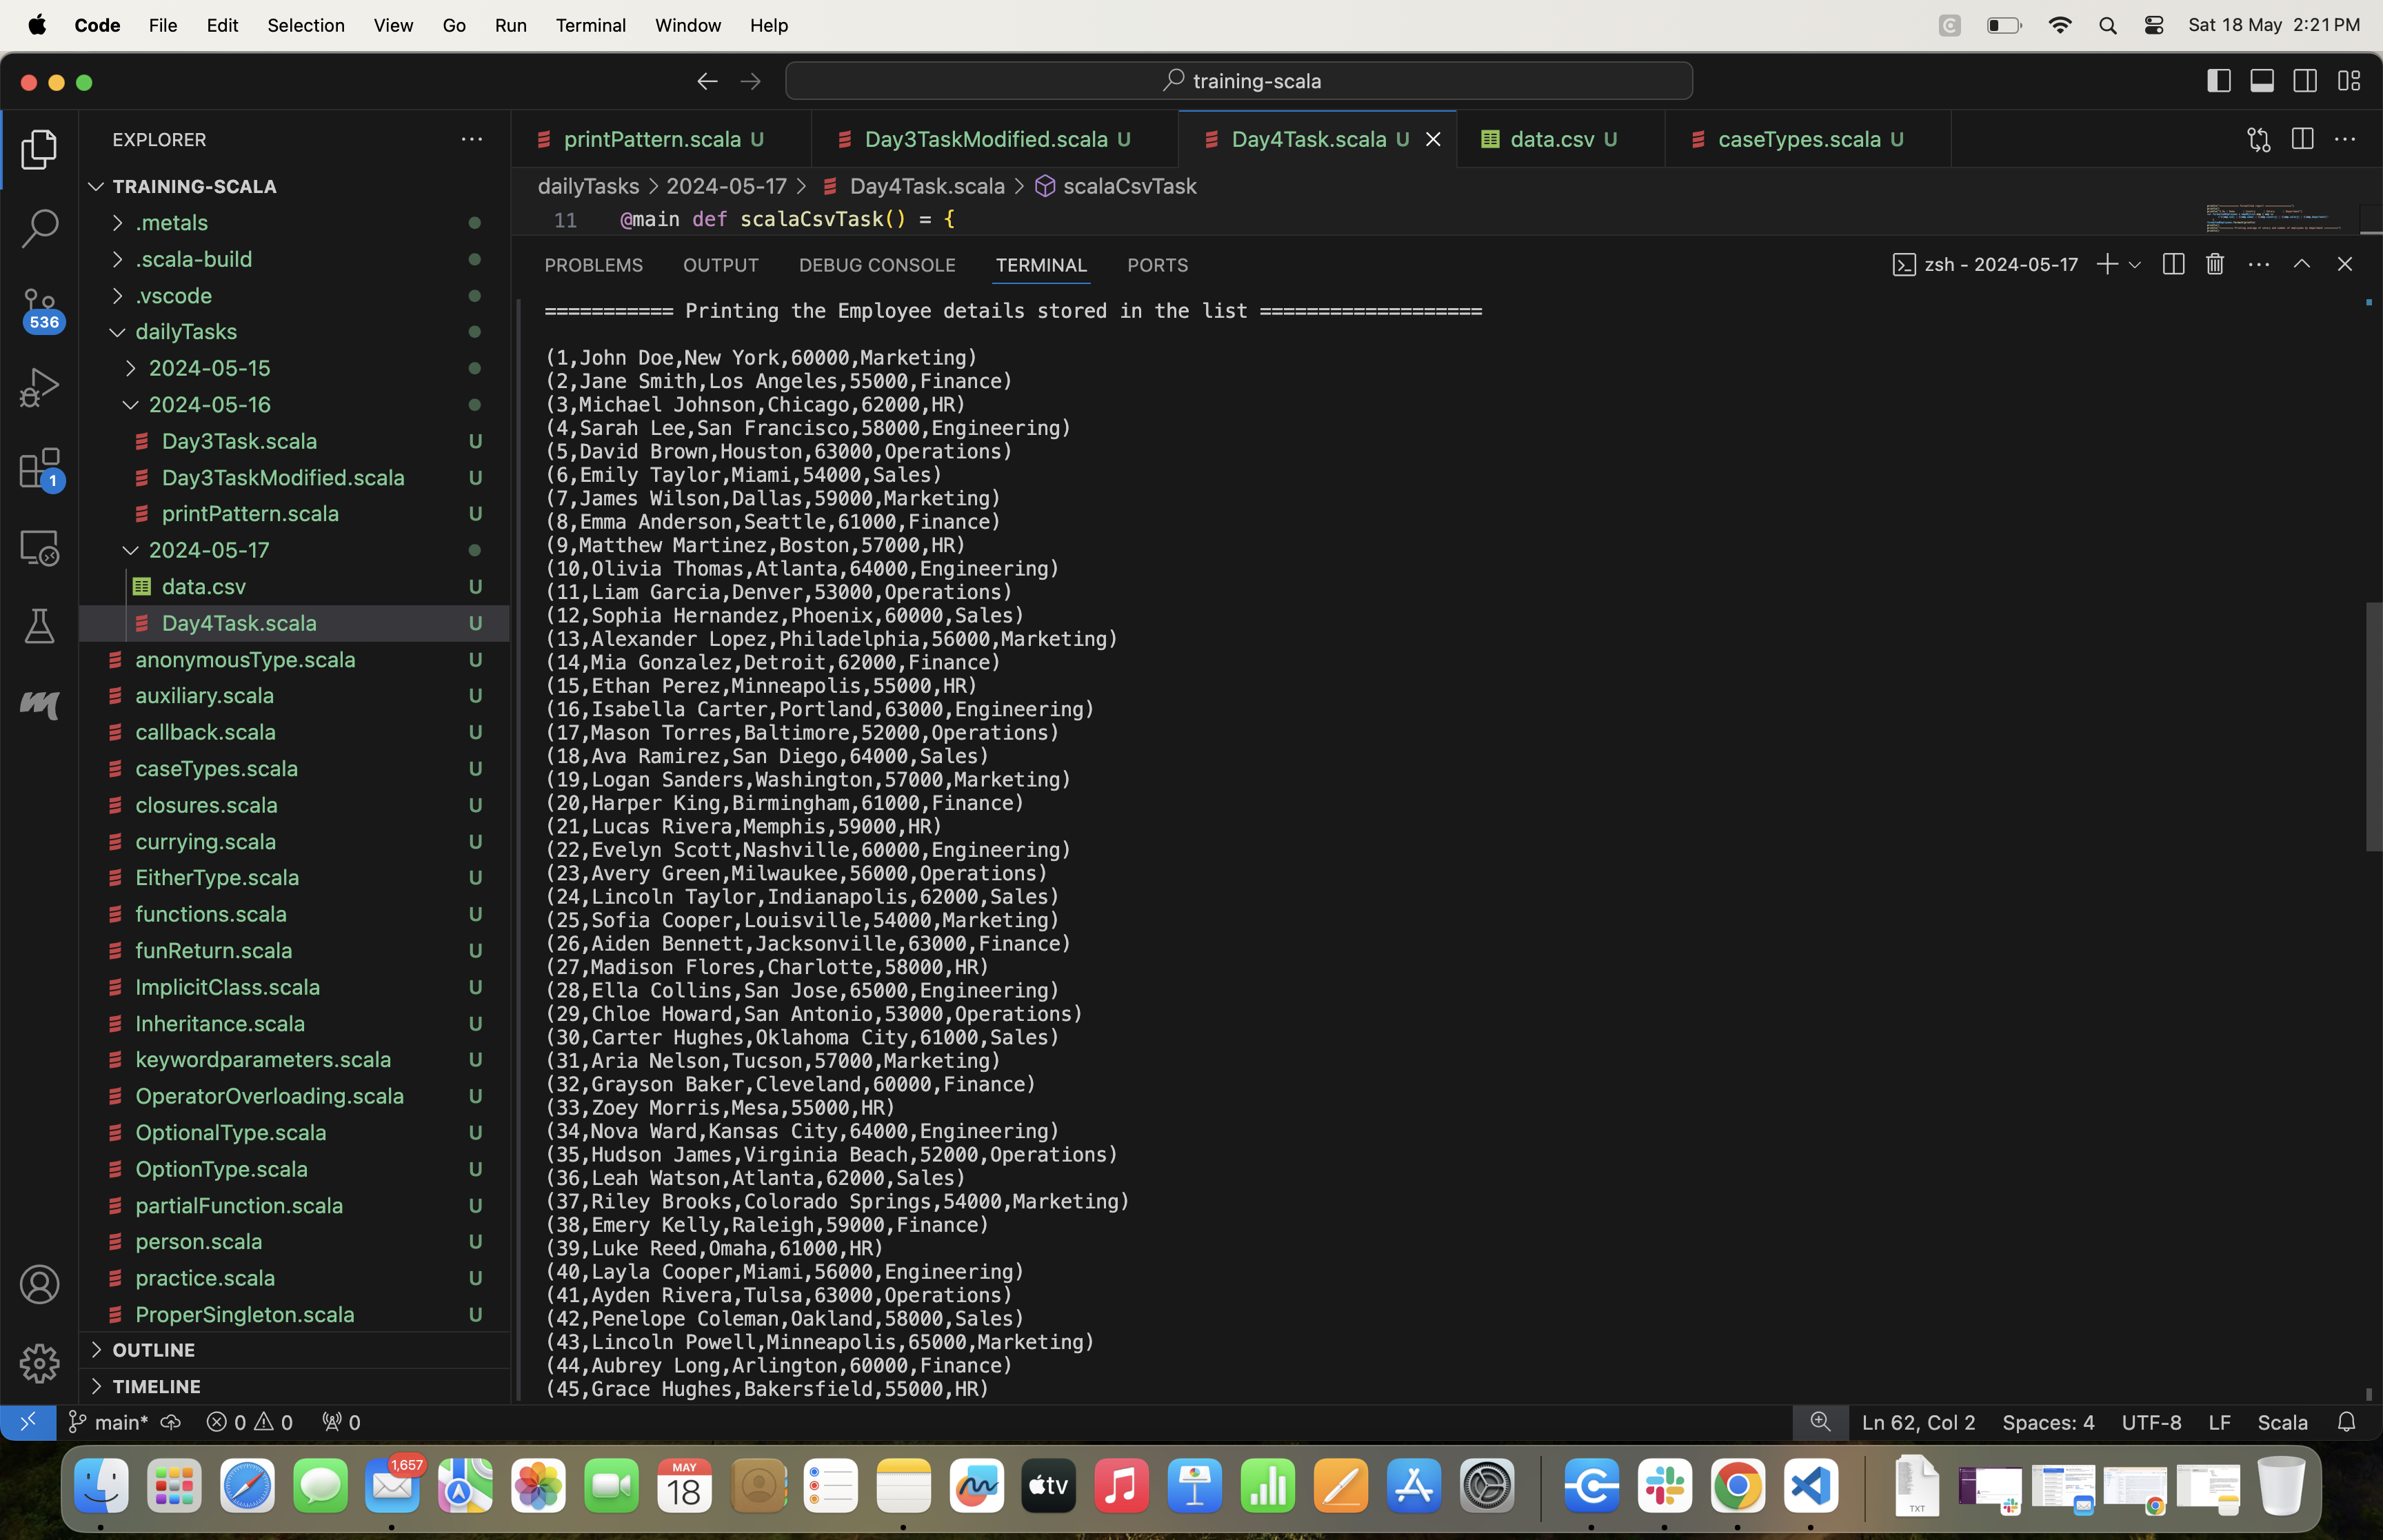 Code File Edit Selection View Go Run Terminal Window Help Sat 18 May 2:21 PM
training-scala
EXPLORER
TRAINING-SCALA
.metals
.scala-build
.vscode
dailyTasks
2024-05-15
2024-05-16
Day3Task.scala U
Day3TaskModified.scala U
printPattern.scala U
2024-05-17
data.csv U
Day4Task.scala U
anonymousType.scala U
auxiliary.scala U
callback.scala U
caseTypes.scala U
closures.scala U
currying.scala U
EitherType.scala U
functions.scala U
funReturn.scala U
ImplicitClass.scala U
Inheritance.scala U
keywordparameters.scala U
OperatorOverloading.scala U
OptionalType.scala U
OptionType.scala U
partialFunction.scala U
person.scala U
practice.scala U
ProperSingleton.scala U
OUTLINE
TIMELINE
536
1
printPattern.scala U Day3TaskModified.scala U Day4Task.scala U data.csv U caseTypes.scala U
dailyTasks > 2024-05-17 > Day4Task.scala > scalaCsvTask
11 @main def scalaCsvTask() = {
PROBLEMS OUTPUT DEBUG CONSOLE TERMINAL PORTS zsh - 2024-05-17
=========== Printing the Employee details stored in the list ===================
(1,John Doe,New York,60000,Marketing)
(2,Jane Smith,Los Angeles,55000,Finance)
(3,Michael Johnson,Chicago,62000,HR)
(4,Sarah Lee,San Francisco,58000,Engineering)
(5,David Brown,Houston,63000,Operations)
(6,Emily Taylor,Miami,54000,Sales)
(7,James Wilson,Dallas,59000,Marketing)
(8,Emma Anderson,Seattle,61000,Finance)
(9,Matthew Martinez,Boston,57000,HR)
(10,Olivia Thomas,Atlanta,64000,Engineering)
(11,Liam Garcia,Denver,53000,Operations)
(12,Sophia Hernandez,Phoenix,60000,Sales)
(13,Alexander Lopez,Philadelphia,56000,Marketing)
(14,Mia Gonzalez,Detroit,62000,Finance)
(15,Ethan Perez,Minneapolis,55000,HR)
(16,Isabella Carter,Portland,63000,Engineering)
(17,Mason Torres,Baltimore,52000,Operations)
(18,Ava Ramirez,San Diego,64000,Sales)
(19,Logan Sanders,Washington,57000,Marketing)
(20,Harper King,Birmingham,61000,Finance)
(21,Lucas Rivera,Memphis,59000,HR)
(22,Evelyn Scott,Nashville,60000,Engineering)
(23,Avery Green,Milwaukee,56000,Operations)
(24,Lincoln Taylor,Indianapolis,62000,Sales)
(25,Sofia Cooper,Louisville,54000,Marketing)
(26,Aiden Bennett,Jacksonville,63000,Finance)
(27,Madison Flores,Charlotte,58000,HR)
(28,Ella Collins,San Jose,65000,Engineering)
(29,Chloe Howard,San Antonio,53000,Operations)
(30,Carter Hughes,Oklahoma City,61000,Sales)
(31,Aria Nelson,Tucson,57000,Marketing)
(32,Grayson Baker,Cleveland,60000,Finance)
(33,Zoey Morris,Mesa,55000,HR)
(34,Nova Ward,Kansas City,64000,Engineering)
(35,Hudson James,Virginia Beach,52000,Operations)
(36,Leah Watson,Atlanta,62000,Sales)
(37,Riley Brooks,Colorado Springs,54000,Marketing)
(38,Emery Kelly,Raleigh,59000,Finance)
(39,Luke Reed,Omaha,61000,HR)
(40,Layla Cooper,Miami,56000,Engineering)
(41,Ayden Rivera,Tulsa,63000,Operations)
(42,Penelope Coleman,Oakland,58000,Sales)
(43,Lincoln Powell,Minneapolis,65000,Marketing)
(44,Aubrey Long,Arlington,60000,Finance)
(45,Grace Hughes,Bakersfield,55000,HR)
main* 0 0 0 Ln 62, Col 2 Spaces: 4 UTF-8 LF Scala
1,657
MAY
18
tv
TXT